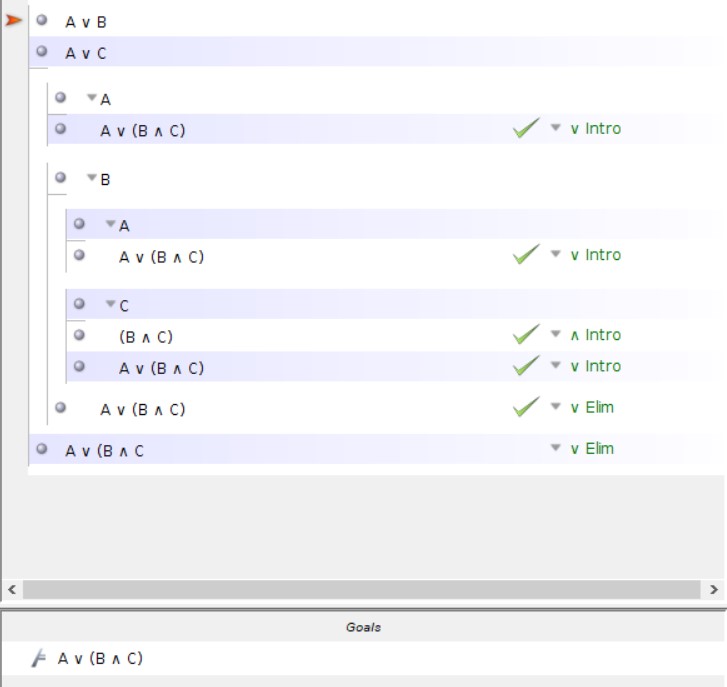 A ∨ B
A ∨ C
A
A ∨ (B ∧ C) ∨ Intro
B
A
A ∨ (B ∧ C) ∨ Intro
C
(B ∧ C) ∧ Intro
A ∨ (B ∧ C) ∨ Intro
A ∨ (B ∧ C) ∨ Elim
A ∨ (B ∧ C ∨ Elim
Goals
A ∨ (B ∧ C)